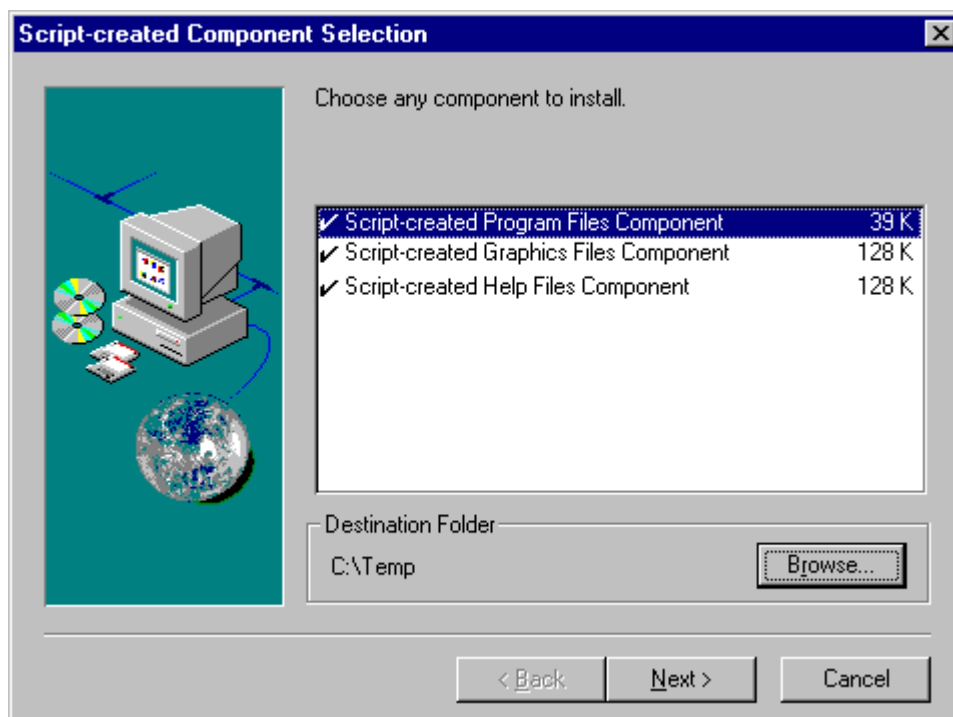 Script-created Component Selection
Choose any component to install.
✔ Script-created Program Files Component 39 K
✔ Script-created Graphics Files Component 128 K
✔ Script-created Help Files Component 128 K
Destination Folder
C:\Temp
Browse...
< Back
Next >
Cancel